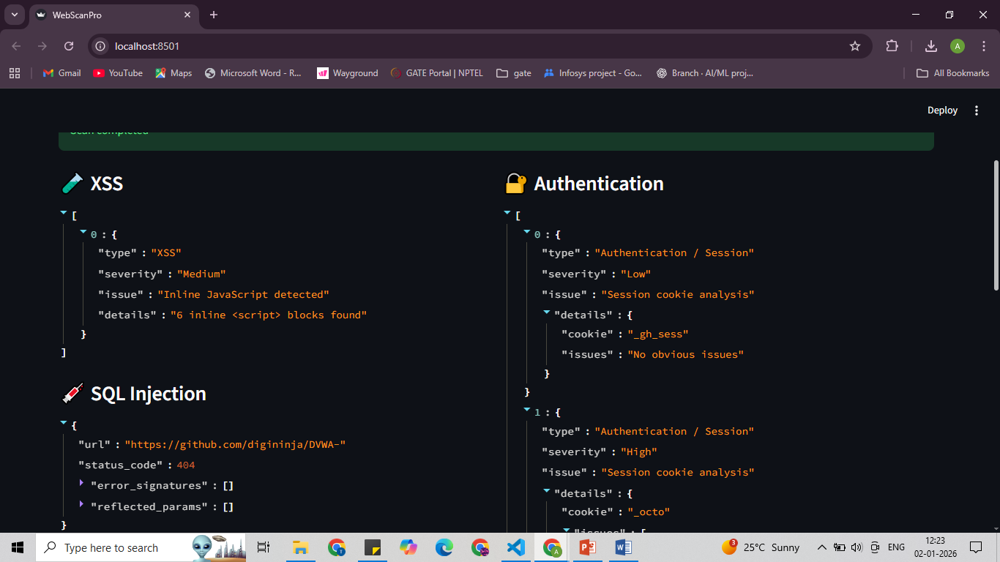 WebScanPro
localhost:8501
Gmail
YouTube
Maps
Microsoft Word - R...
Wayground
GATE Portal | NPTEL
gate
Infosys project - Go...
Branch · AI/ML proj...
All Bookmarks
A
Deploy
Scan completed
XSS
[
0 : {
"type" : "XSS"
"severity" : "Medium"
"issue" : "Inline JavaScript detected"
"details" : "6 inline <script> blocks found"
}
]
SQL Injection
{
"url" : "https://github.com/digininja/DVWA-"
"status_code" : 404
"error_signatures" : []
"reflected_params" : []
}
Authentication
[
0 : {
"type" : "Authentication / Session"
"severity" : "Low"
"issue" : "Session cookie analysis"
"details" : {
"cookie" : "_gh_sess"
"issues" : "No obvious issues"
}
}
1 : {
"type" : "Authentication / Session"
"severity" : "High"
"issue" : "Session cookie analysis"
"details" : {
"cookie" : "_octo"
"issues" : [
Type here to search
3
25°C Sunny
ENG
12:23
02-01-2026